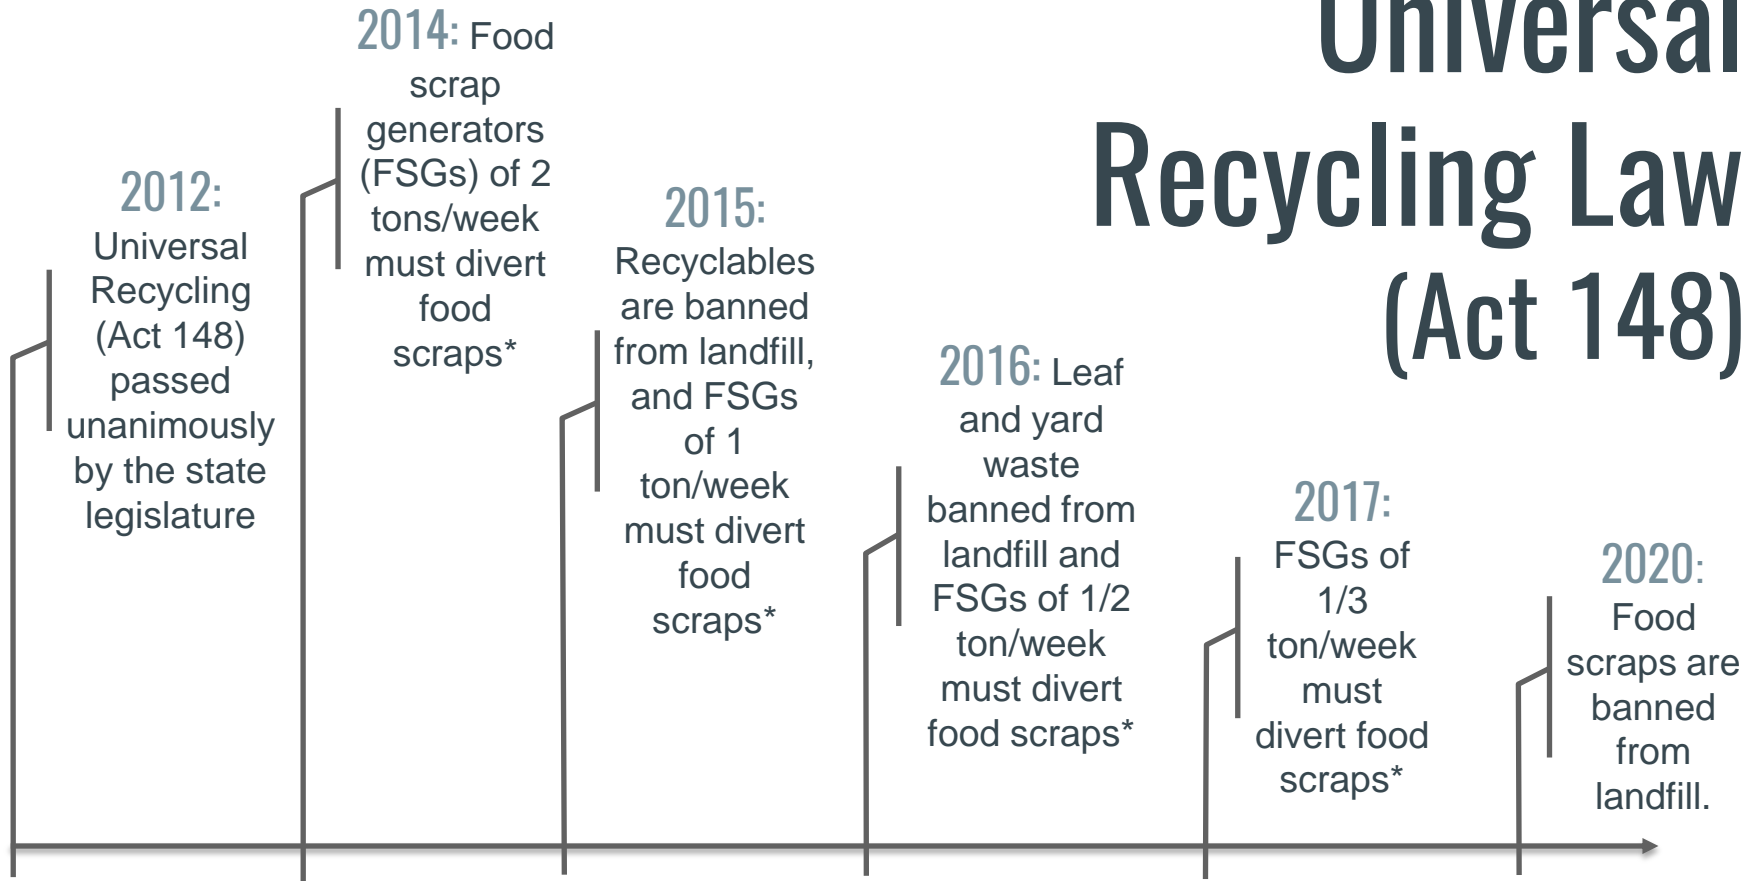 Universal
Recycling Law
(Act 148)
2012:
Universal
Recycling
(Act 148)
passed
unanimously
by the state
legislature
2014: Food
scrap
generators
(FSGs) of 2
tons/week
must divert
food
scraps*
2015:
Recyclables
are banned
from landfill,
and FSGs
of 1
ton/week
must divert
food
scraps*
2016: Leaf
and yard
waste
banned from
landfill and
FSGs of 1/2
ton/week
must divert
food scraps*
2017:
FSGs of
1/3
ton/week
must
divert food
scraps*
2020:
Food
scraps are
banned
from
landfill.